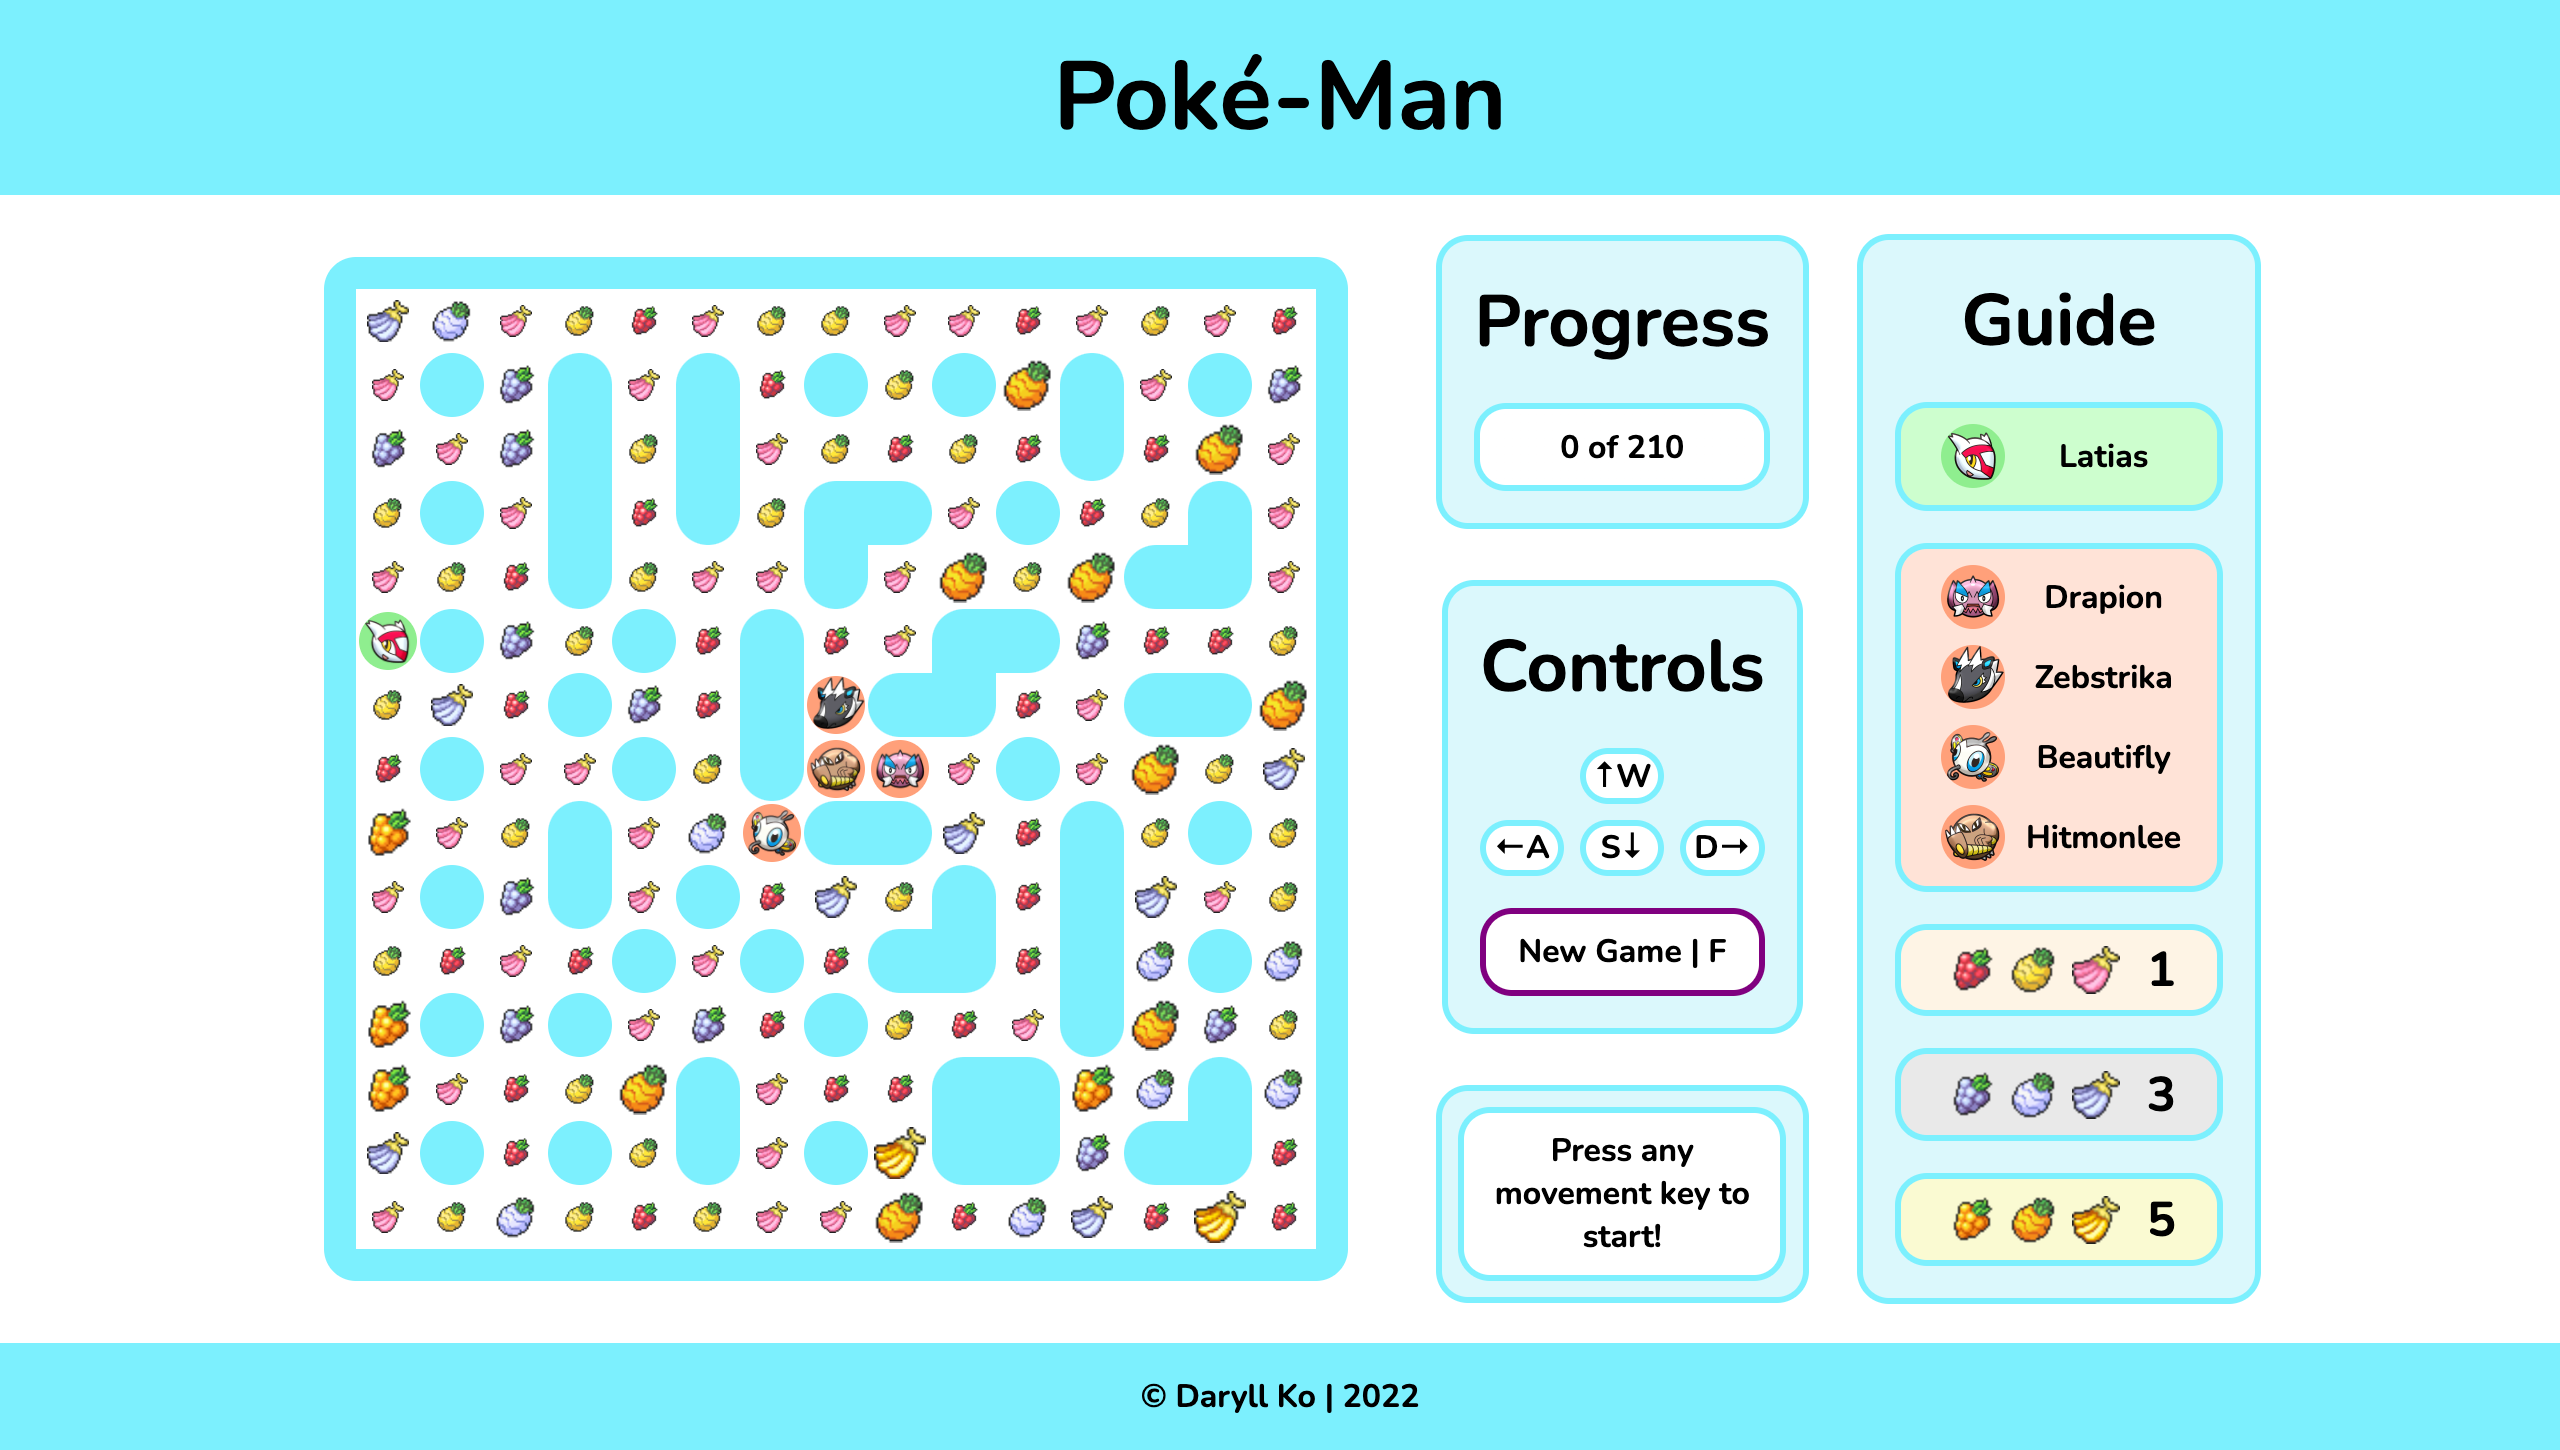 Poké-Man
Progress
0 of 210
Controls
↑W
←A
S↓
D→
New Game | F
Press any
movement key to
start!
Guide
Latias
Drapion
Zebstrika
Beautifly
Hitmonlee
1
3
5
© Daryll Ko | 2022